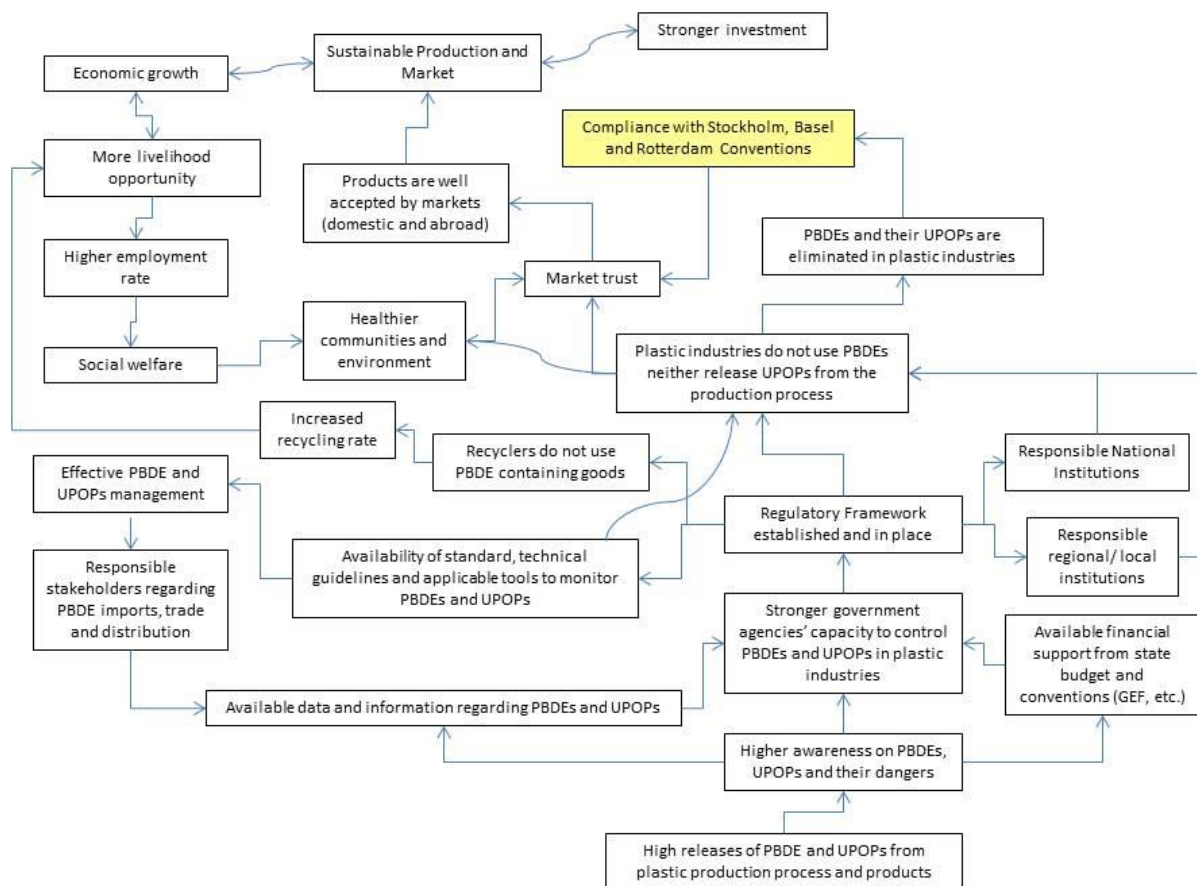 Stronger investment
Sustainable Production and
Market
Economic growth
Compliance with Stockholm, Basel
and Rotterdam Conventions
More livelihood
opportunity
Products are well
accepted by markets
(domestic and abroad)
PBDEs and their UPOPs are
eliminated in plastic industries
Higher employment
rate
Market trust
Healthier
communities and
environment
Social welfare
Plastic industries do not use PBDEs
neither release UPOPs from the
production process
Increased
recycling rate
Recyclers do not use
PBDE containing goods
Responsible National
Institutions
Effective PBDE and
UPOPs management
Regulatory Framework
established and in place
Responsible
regional/ local
institutions
Availability of standard, technical
guidelines and applicable tools to monitor
PBDEs and UPOPs
Responsible
stakeholders regarding
PBDE imports, trade
and distribution
Stronger government
agencies’ capacity to control
PBDEs and UPOPs in plastic
industries
Available financial
support from state
budget and
conventions (GEF, etc.)
Available data and information regarding PBDEs and UPOPs
Higher awareness on PBDEs,
UPOPs and their dangers
High releases of PBDE and UPOPs from
plastic production process and products